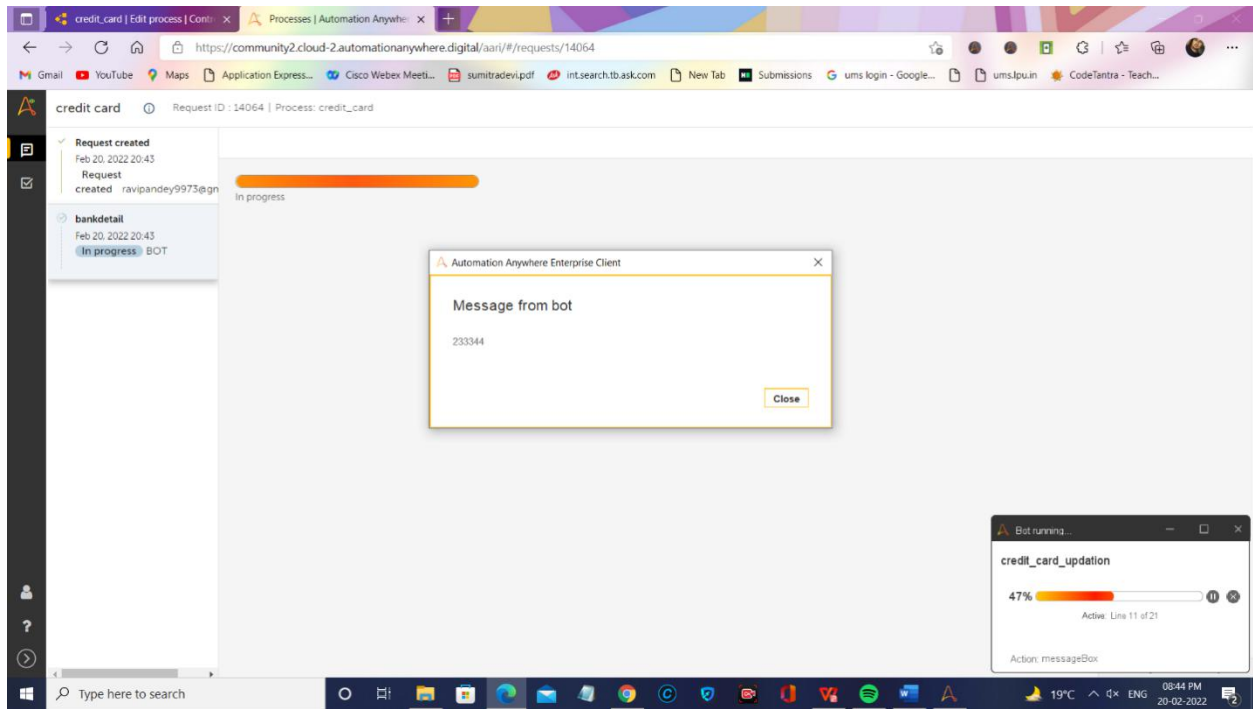 credit_card | Edit process | Contr
Processes | Automation Anywher
https://community2.cloud-2.automationanywhere.digital/aari/#/requests/14064
Gmail YouTube Maps Application Express... Cisco Webex Meeti... sumitradevi.pdf int.search.tb.ask.com New Tab Submissions ums login - Google... ums.lpu.in CodeTantra - Teach...
credit card Request ID : 14064 | Process: credit_card
Request created
Feb 20, 2022 20:43
Request
created ravipandey9973@gn
In progress
bankdetail
Feb 20, 2022 20:43
In progress BOT
Automation Anywhere Enterprise Client
Message from bot
233344
Close
Bot running...
credit_card_updation
47%
Active: Line 11 of 21
Action: messageBox
Type here to search
19°C ENG 08:44 PM
20-02-2022
2